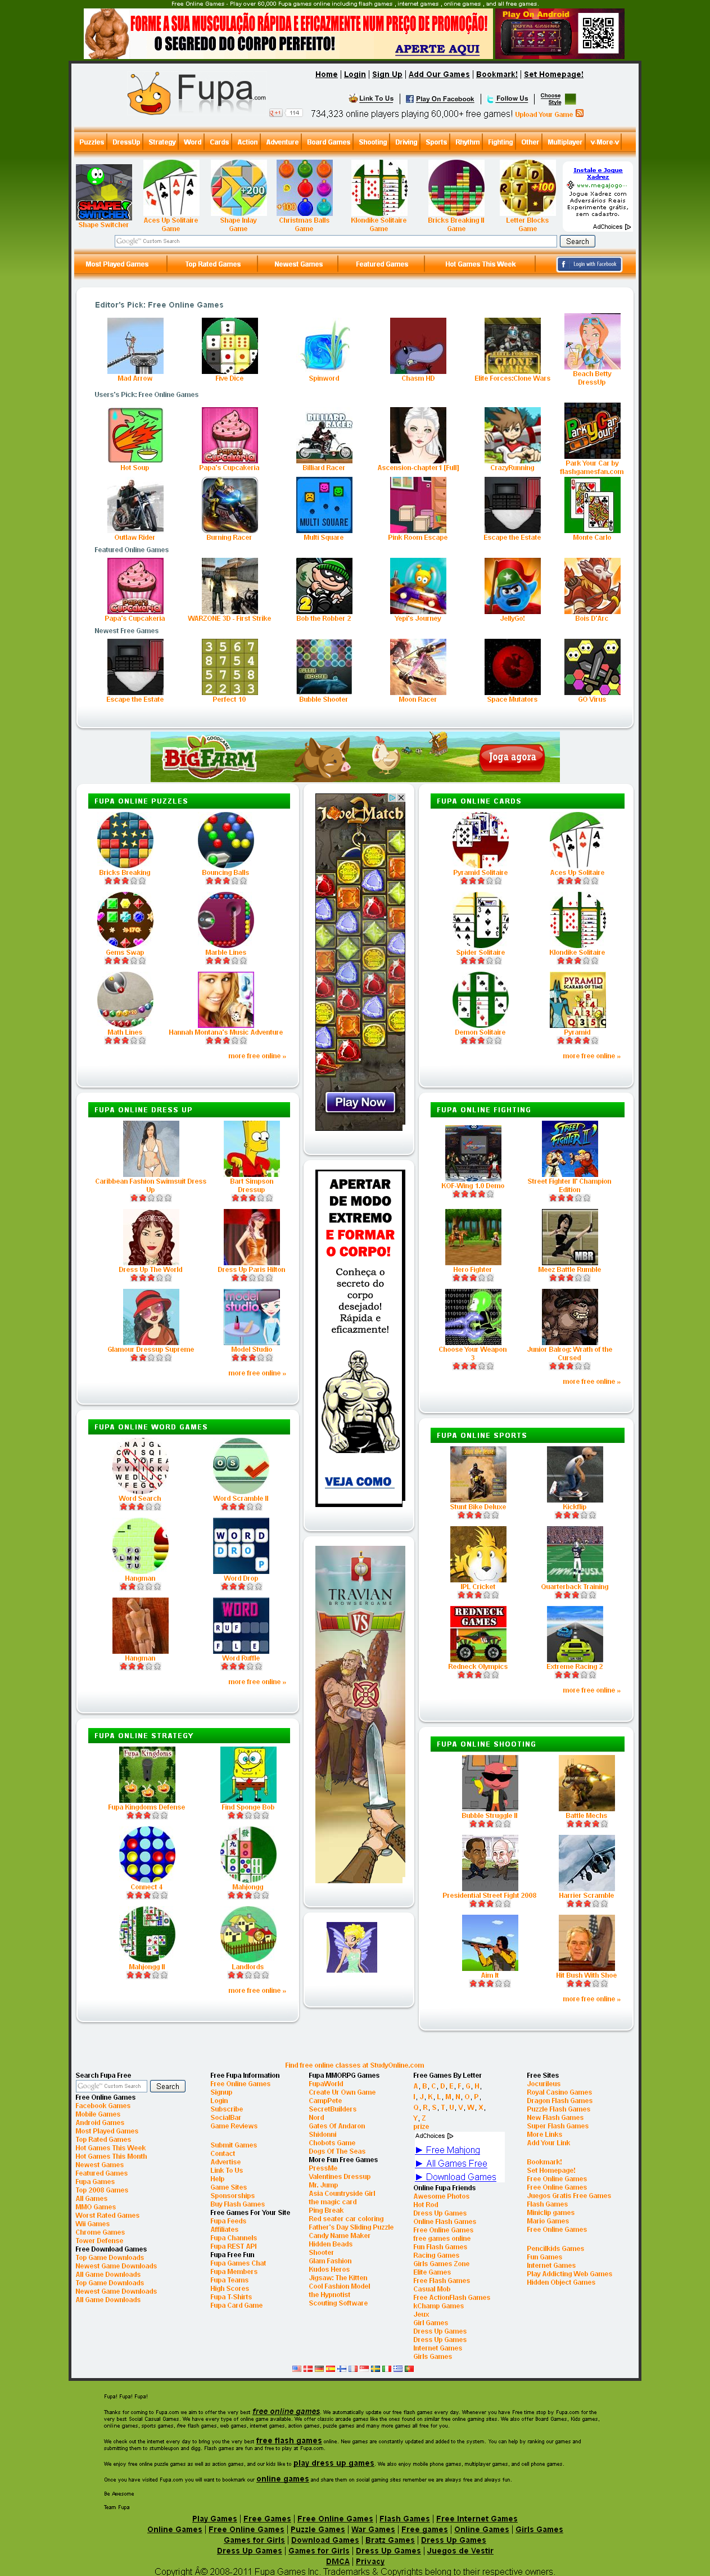 Free Online Games - Play over 60,000 Fupa games online including flash games , internet games , online games , and all free games.
FORME A SUA MUSCULAÇÃO RÁPIDA E EFICAZMENTE NUM PISCAR DE PROMOÇÃO
O SEGREDO DO CORPO PERFEITO! APERTE AQUI
Play On Android
Home | Login | Sign Up | Add Our Games | Bookmark! | Set Homepage!
Fupa.com
Link To Us | Play On Facebook | Follow Us | Choose Style
+1 114 734,323 online players playing 60,000+ free games! Upload Your Game
Puzzles DressUp Strategy Word Cards Action Adventure Board Games Shooting Driving Sports Rhythm Fighting Other Multiplayer v-More-v
Shape Switcher
Aces Up Solitaire Game
Shape Inlay Game
Christmas Balls Game
Klondike Solitaire Game
Bricks Breaking II Game
Letter Blocks Game
Instale e Jogue Xadrez
www.megajogo...
Jogue Xadrez com Adversários Reais Experimente grátis, sem cadastro.
AdChoices
Google Custom Search Search
Most Played Games Top Rated Games Newest Games Featured Games Hot Games This Week Login with Facebook
Editor's Pick: Free Online Games
Mad Arrow Five Dice Spinword Chasm HD Elite Forces:Clone Wars Beach Betty DressUp
Users's Pick: Free Online Games
Hot Soup Papa's Cupcakeria Billiard Racer Ascension-chapter1 [Full] CrazyRunning Park Your Car by flashgamesfan.com
Outlaw Rider Burning Racer Multi Square Pink Room Escape Escape the Estate Monte Carlo
Featured Online Games
Papa's Cupcakeria WARZONE 3D - First Strike Bob the Robber 2 Yepi's Journey JellyGo! Bois D'Arc
Newest Free Games
Escape the Estate Perfect 10 Bubble Shooter Moon Racer Space Mutators GO Virus
GOODGAME BIGFARM Joga agora
FUPA ONLINE PUZZLES
Bricks Breaking Bouncing Balls
Gems Swap Marble Lines
Math Lines Hannah Montana's Music Adventure
more free online »
Jewel Match 3
Play Now
FUPA ONLINE CARDS
Pyramid Solitaire Aces Up Solitaire
Spider Solitaire Klondike Solitaire
Demon Solitaire Pyramid
more free online »
FUPA ONLINE DRESS UP
Caribbean Fashion Swimsuit Dress Up Bart Simpson Dressup
Dress Up The World Dress Up Paris Hilton
Glamour Dressup Supreme Model Studio
more free online »
APERTAR
DE MODO
EXTREMO
E FORMAR
O CORPO!
Conheça o
secreto do
corpo
desejado!
Rápida e
eficazmente!
VEJA COMO
FUPA ONLINE FIGHTING
KOF-Wing 1.0 Demo Street Fighter II' Champion Edition
Hero Fighter Meez Battle Rumble
Choose Your Weapon 3 Junior Balrog: Wrath of the Cursed
more free online »
FUPA ONLINE WORD GAMES
Word Search Word Scramble II
Hangman Word Drop
Hangman Word Ruffle
more free online »
TRAVIAN
BROWSERGAME
VS
FUPA ONLINE SPORTS
Stunt Bike Deluxe Kickflip
IPL Cricket Quarterback Training
Redneck Olympics Extreme Racing 2
more free online »
FUPA ONLINE STRATEGY
Fupa Kingdoms Defense Find Sponge Bob
Connect 4 Mahjongg
Mahjongg II Landlords
more free online »
FUPA ONLINE SHOOTING
Bubble Struggle II Battle Mechs
Presidential Street Fight 2008 Harrier Scramble
Aim It Hit Bush With Shoe
more free online »
Find free online classes at StudyOnline.com
Search Fupa Free
Google Custom Search Search
Free Online Games
Facebook Games
Mobile Games
Android Games
Most Played Games
Top Rated Games
Hot Games This Week
Hot Games This Month
Newest Games
Featured Games
Fupa Games
Top 2008 Games
All Games
MMO Games
Worst Rated Games
Wii Games
Chrome Games
Tower Defense
Free Download Games
Top Game Downloads
Newest Game Downloads
All Game Downloads
Top Game Downloads
Newest Game Downloads
All Game Downloads
Free Fupa Information
Free Online Games
Signup
Login
Subscribe
SocialBar
Game Reviews
Submit Games
Contact
Advertise
Link To Us
Help
Game Sites
Sponsorships
Buy Flash Games
Free Games For Your Site
Fupa Feeds
Affiliates
Fupa Channels
Fupa REST API
Fupa Free Fun
Fupa Games Chat
Fupa Members
Fupa Teams
High Scores
Fupa T-Shirts
Fupa Card Game
Fupa MMORPG Games
FupaWorld
Create Ur Own Game
CampPete
SecretBuilders
Nord
Gates Of Andaron
Shidonni
Chobots Game
Dogs Of The Seas
More Fun Free Games
PressMe
Valentines Dressup
Mr. Jump
Asia Countryside Girl
the magic card
Ping Break
Red seater car coloring
Father's Day Sliding Puzzle
Candy Name Maker
Hidden Beads
Shooter
Glam Fashion
Kudos Heros
Jigsaw: The Kitten
Cool Fashion Model
the Hypnotist
Scouting Software
Free Games By Letter
A, B, C, D, E, F, G, H,
I, J, K, L, M, N, O, P,
Q, R, S, T, U, V, W, X,
Y, Z
prize
AdChoices
Free Mahjong
All Games Free
Download Games
Online Fupa Friends
Awesome Photos
Hot Rod
Dress Up Games
Online Flash Games
Free Online Games
free games online
Fun Flash Games
Racing Games
Girls Games Zone
Elite Games
Free Flash Games
Casual Mob
Free ActionFlash Games
kChamp Games
Jeux
Girl Games
Dress Up Games
Dress Up Games
Internet Games
Girls Games
Free Sites
Jocurileus
Royal Casino Games
Dragon Flash Games
Puzzle Flash Games
New Flash Games
Super Flash Games
More Links
Add Your Link
Bookmark!
Set Homepage!
Free Online Games
Free Online Games
Juegos Gratis Free Games
Flash Games
Miniclip games
Mario Games
Free Online Games
Pencilkids Games
Fun Games
Internet Games
Play Addicting Web Games
Hidden Object Games
Fupa! Fupa! Fupa!
Thanks for coming to Fupa.com we aim to offer the very best free online games. We automatically update our free flash games every day. Whenever you have Free time stop by Fupa.com for the
very best Social Casual Games. We have every type of online game available. We offer classic arcade games like the ones found on similar free online gaming sites. We also offer Board Games, Kids games,
online games, sports games, free flash games, web games, internet games, action games, puzzle games and many more games all free for you.
We check out the internet every day to bring you the very best free flash games online. New games are constantly updated and added to the system. You can help by ranking our games and
submitting them to stumbleupon and digg. Flash games are fun and free to play at Fupa.com.
We enjoy free online puzzle games as well as action games, and our kids like to play dress up games. We also enjoy mobile phone games, multiplayer games, and cell phone games.
Once you have visited Fupa.com you will want to bookmark our online games and share them on social gaming sites remember we are always free and always fun.
Be Awesome
Team Fupa
Play Games | Free Games | Free Online Games | Flash Games | Free Internet Games
Online Games | Free Online Games | Puzzle Games | War Games | Free games | Online Games | Girls Games
Games for Girls | Download Games | Bratz Games | Dress Up Games
Dress Up Games | Games for Girls | Dress Up Games | Juegos de Vestir
DMCA | Privacy
Copyright Â© 2008-2011 Fupa Games Inc. Trademarks & Copyrights belong to their respective owners.